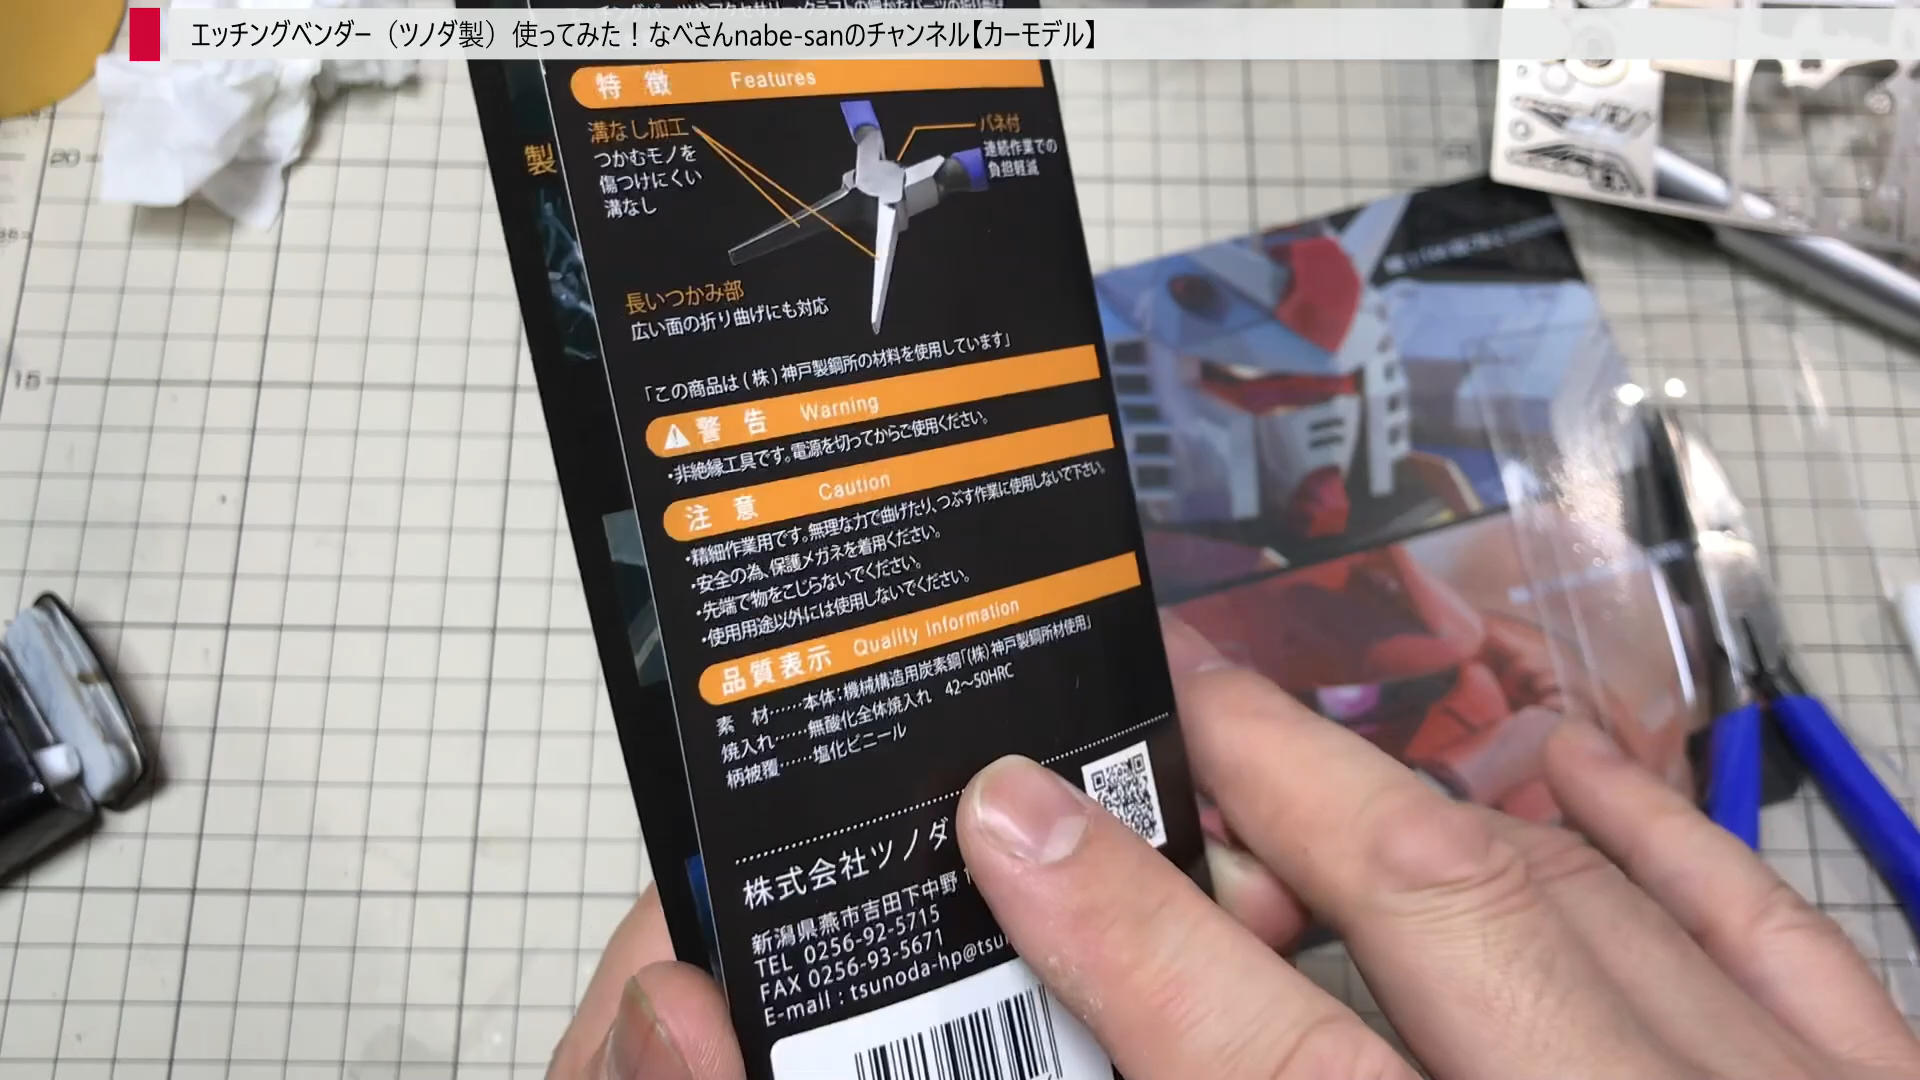 エッチングベンダー（ツノダ製）使ってみた！なべさんnabe-sanのチャンネル【カーモデル】
製
特 徴 Features
溝なし加工
つかむモノを
傷つけにくい
溝なし
バネ付
連続作業での
負担軽減
長いつかみ部
広い面の折り曲げにも対応
「この商品は(株)神戸製鋼所の材料を使用しています」
警 告 Warning
・非絶縁工具です。電源を切ってからご使用ください。
注 意 Caution
・精細作業用です。無理な力で曲げたり、つぶす作業に使用しないで下さい。
・安全の為、保護メガネを着用ください。
・先端で物をこじらないでください。
・使用用途以外には使用しないでください。
品質表示 Quality Information
素 材……本体：機械構造用炭素鋼「(株)神戸製鋼所材使用」
焼入れ……無酸化全体焼入れ 42～50HRC
柄被覆……塩化ビニール
株式会社ツノダ
新潟県燕市吉田下中野
TEL 0256-92-5715
FAX 0256-93-5671
E-mail : tsunoda-hp@tsu
20
15